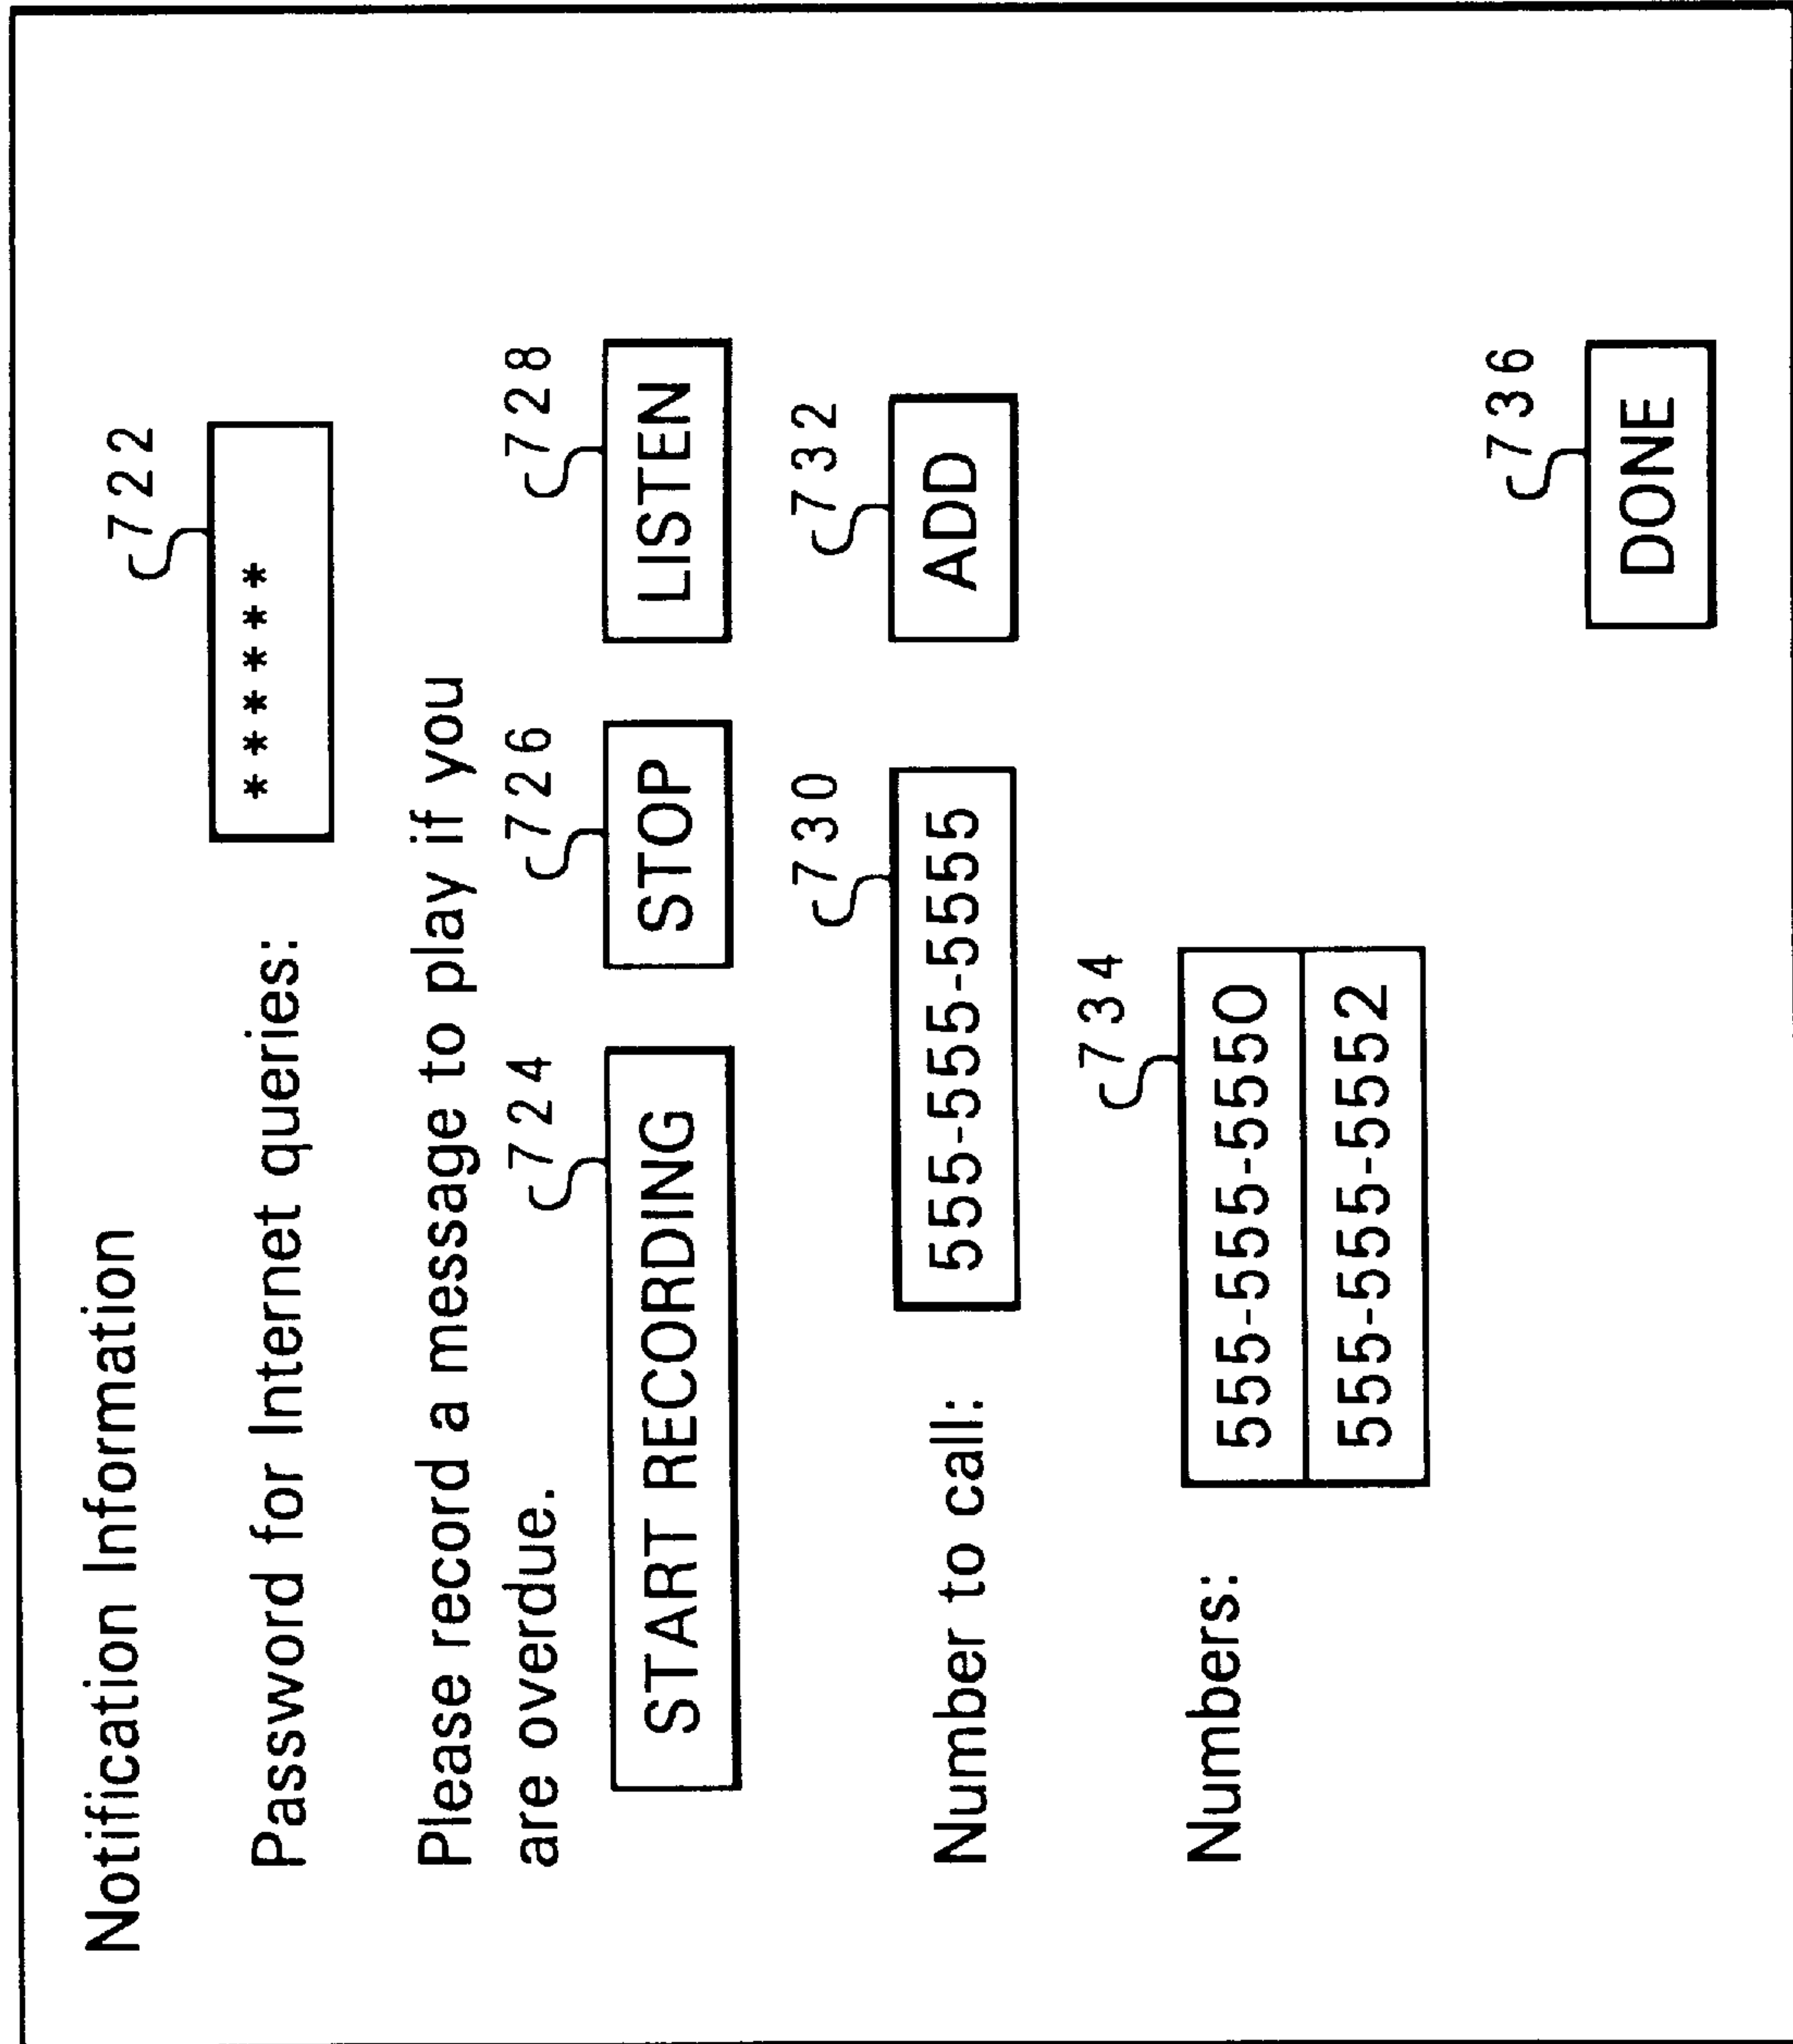 Notification Information
722
Password for Internet queries: ******
Please record a message to play if you
are overdue.
724 726 728
START RECORDING STOP LISTEN
730 732
Number to call: 555-555-5555 ADD
734
Numbers: 555-555-5550
555-555-5552
736
DONE